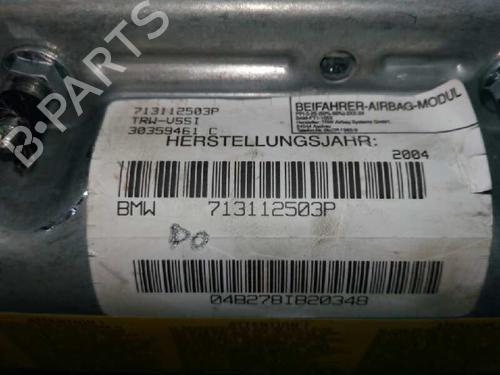 713112503P
TRW-VSSI
30359461 C
BEIFAHRER-AIRBAG-MODUL
HERSTELLUNGSJAHR:
2004
BMW 713112503P
Do
04B278IB20348
B-PARTS